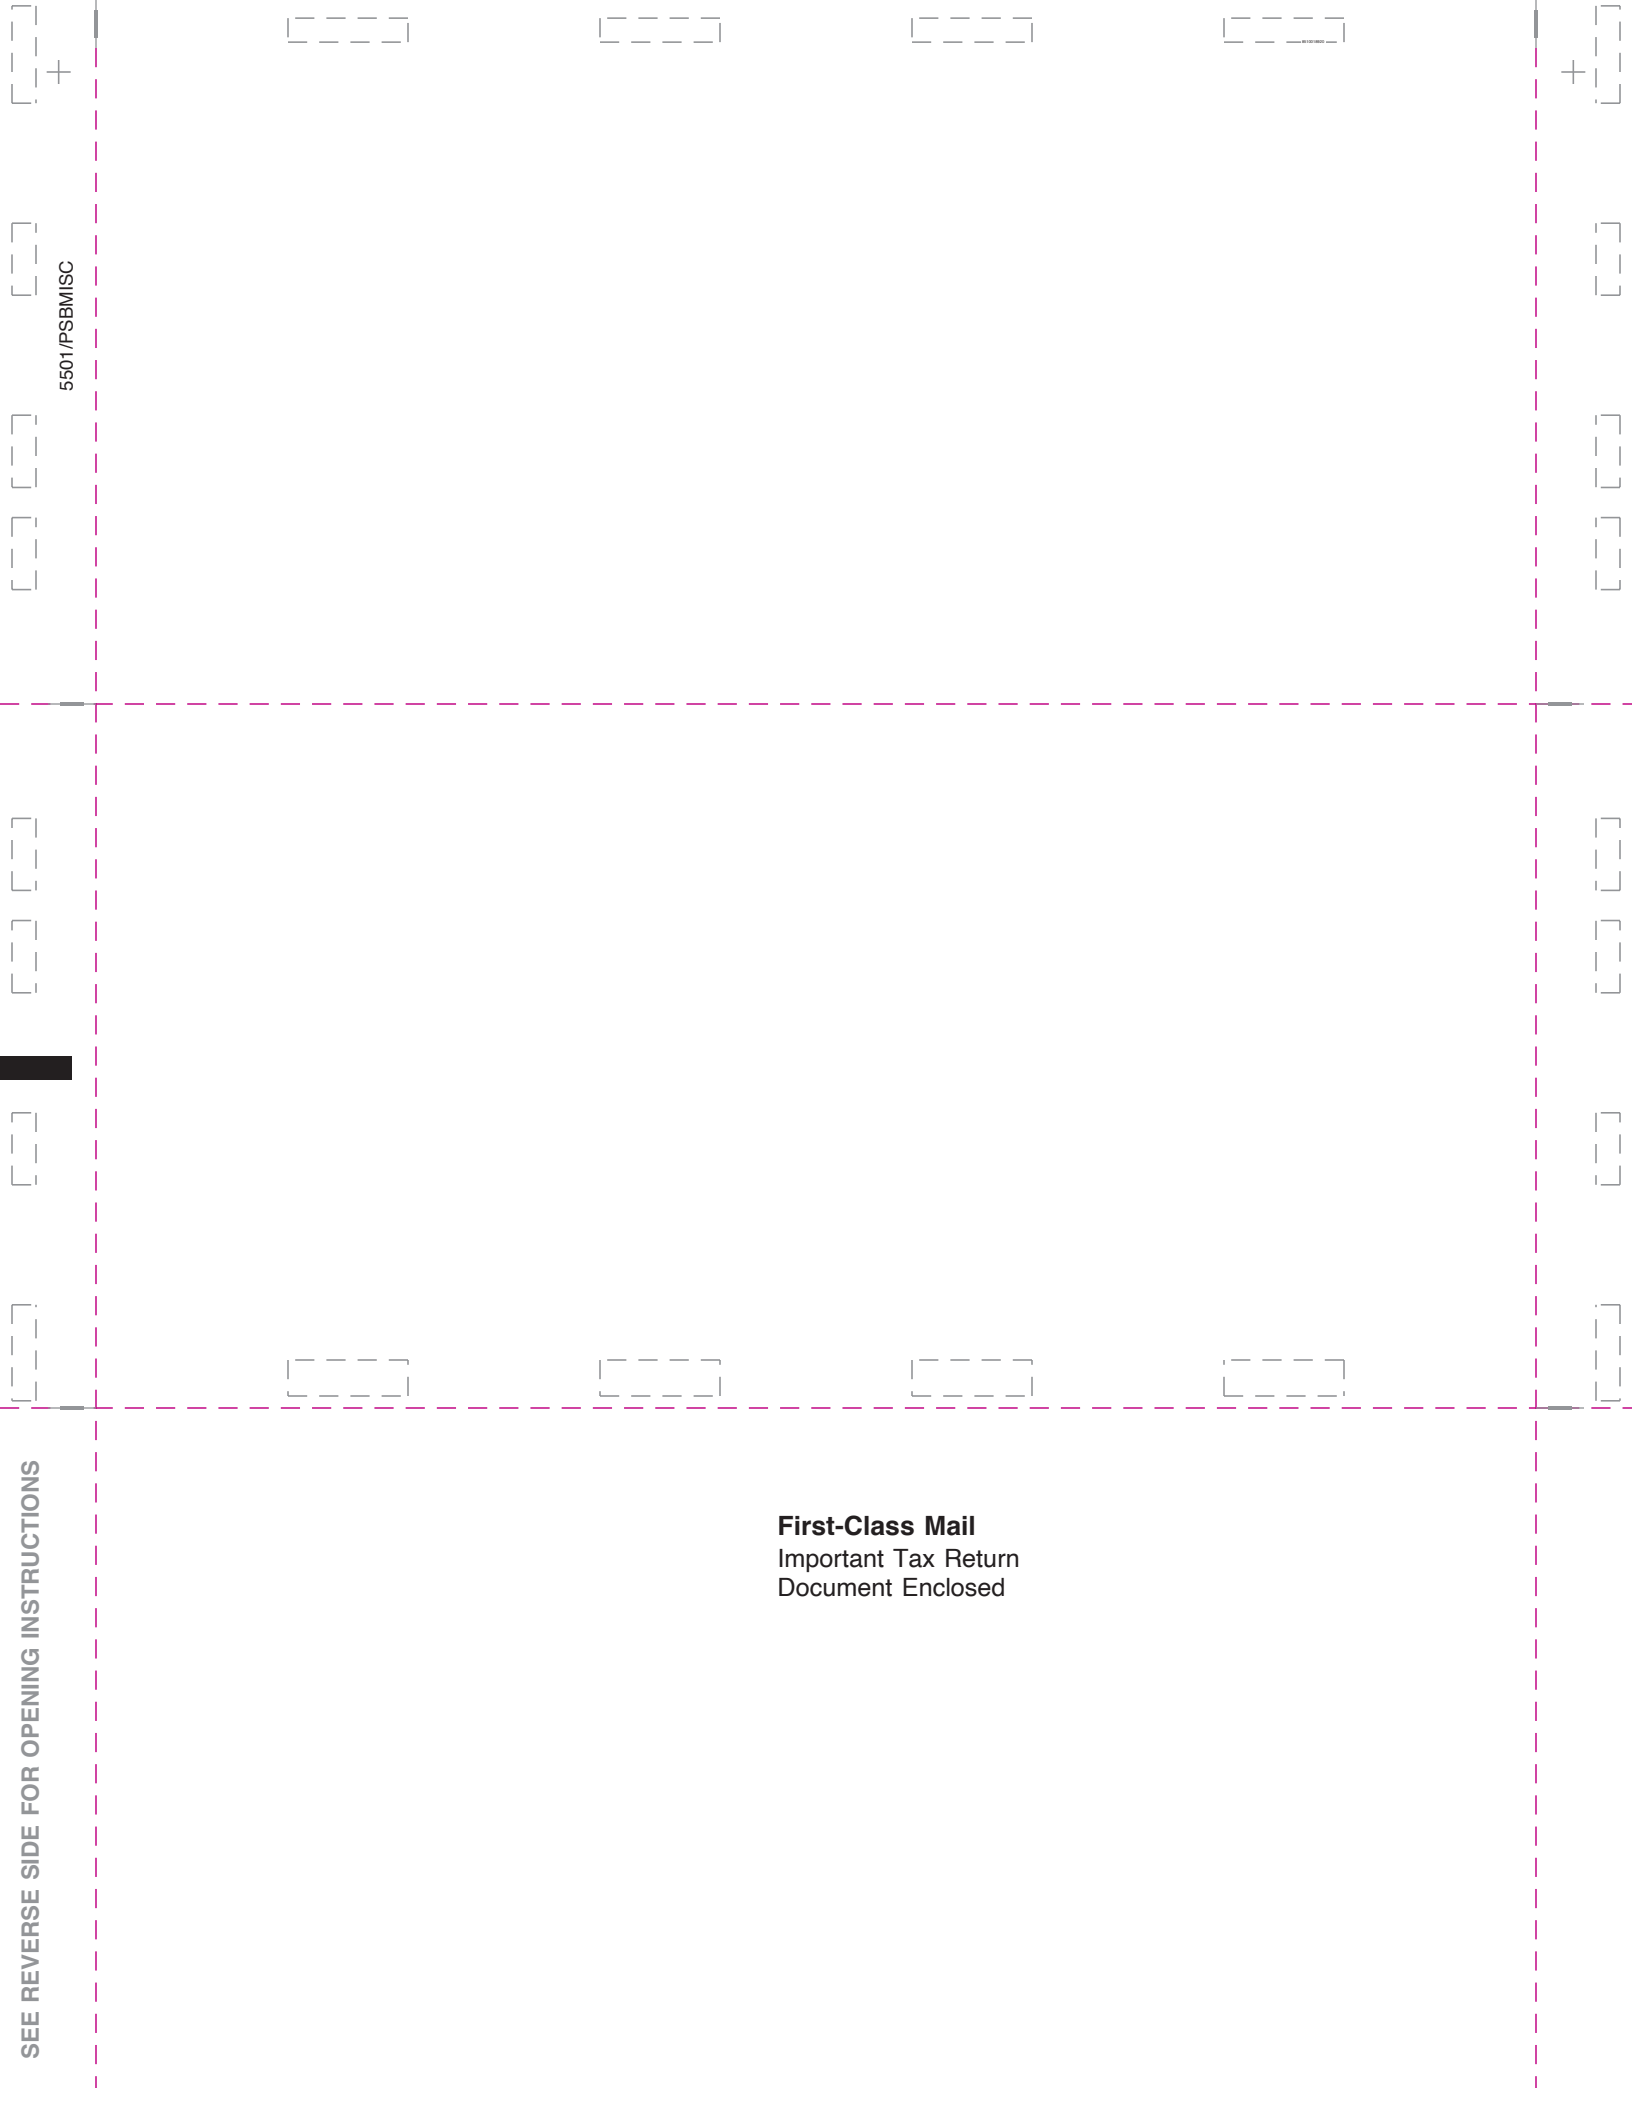 5501/PSBMISC
First-Class Mail
Important Tax Return
Document Enclosed
SEE REVERSE SIDE FOR OPENING INSTRUCTIONS